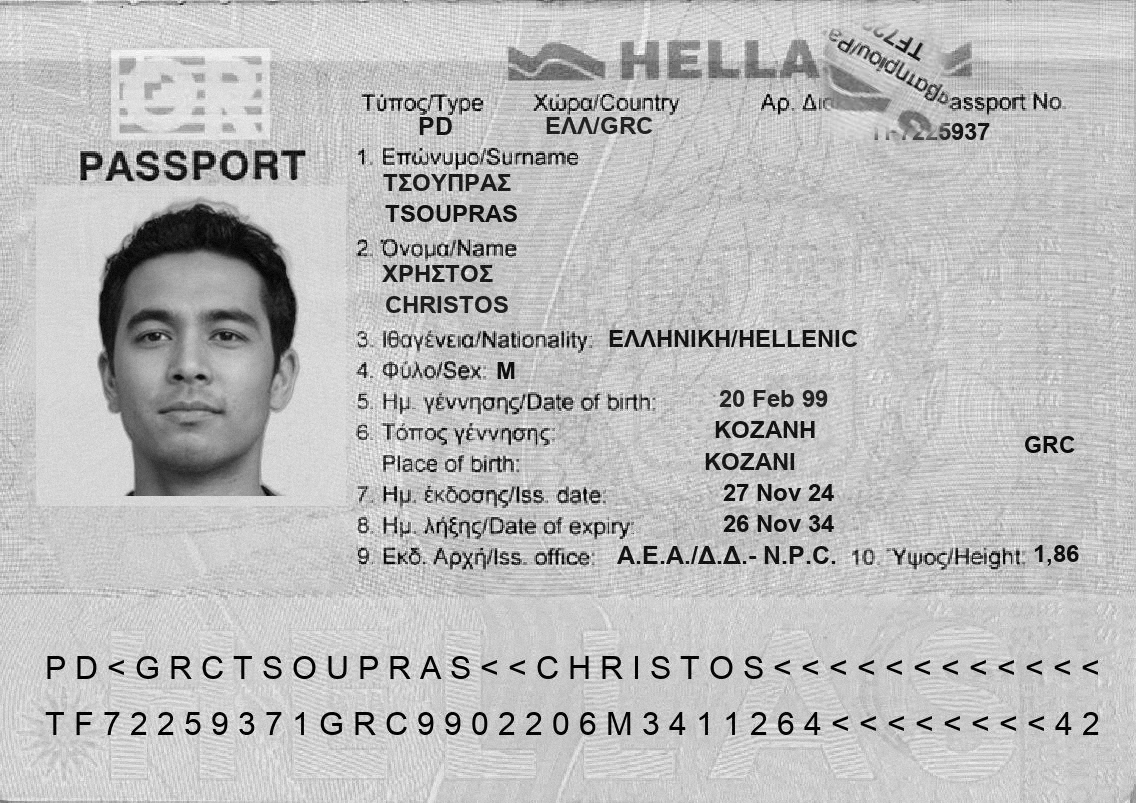 GR
HELLA
Τύπος/Type Χώρα/Country Αρ. assport No.
PD ΕΛΛ/GRC
PASSPORT
1. Επώνυμο/Surname
ΤΣΟΥΠΡΑΣ
TSOUPRAS
2. Όνομα/Name
ΧΡΗΣΤΟΣ
CHRISTOS
3. Ιθαγένεια/Nationality: ΕΛΛΗΝΙΚΗ/HELLENIC
4. Φύλο/Sex: M
5. Ημ. γέννησης/Date of birth: 20 Feb 99
6. Τόπος γέννησης: ΚΟΖΑΝΗ
GRC
Place of birth: KOZANI
7. Ημ. έκδοσης/Iss. date: 27 Nov 24
8. Ημ. λήξης/Date of expiry: 26 Nov 34
9. Εκδ. Αρχή/Iss. office: Α.Ε.Α./Δ.Δ.- N.P.C. 10. Ύψος/Height: 1,86
PD<GRCTSOUPRAS<<CHRISTOS<<<<<<<<<<<<
TF72259371GRC9902206M3411264<<<<<<<<42
HELLAS